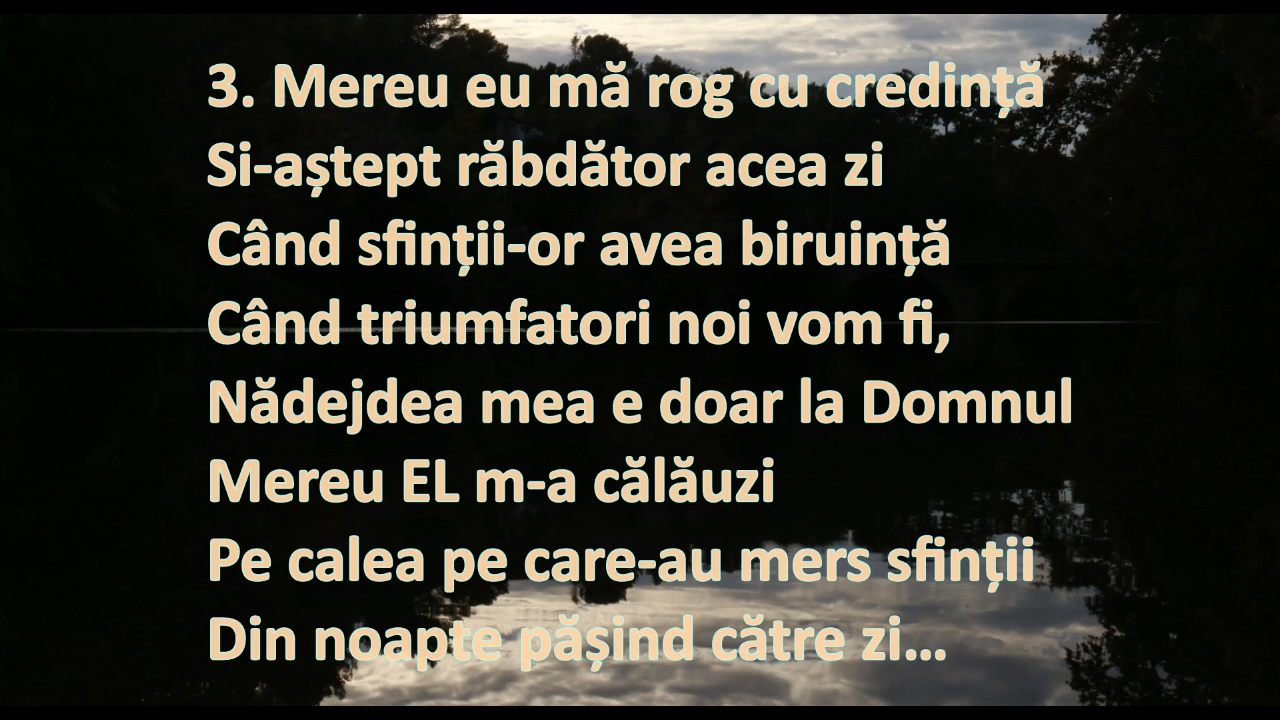 3. Mereu eu mă rog cu credință
Si-aștept răbdător acea zi
Când sfinții-or avea biruință
Când triumfatori noi vom fi,
Nădejdea mea e doar la Domnul
Mereu EL m-a călăuzi
Pe calea pe care-au mers sfinții
Din noapte pășind către zi...